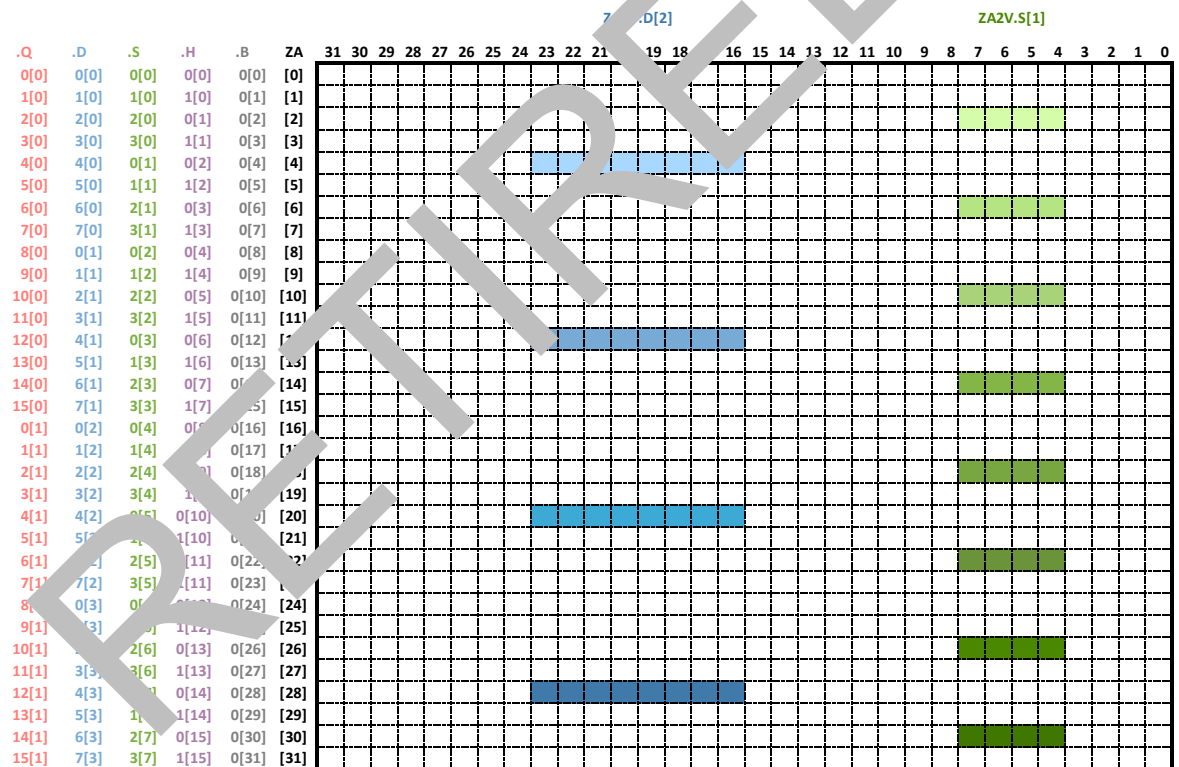 .D[2] ZA2V.S[1]
.Q .D .S .H .B ZA 31 30 29 28 27 26 25 24 23 22 21 19 18 16 15 14 13 12 11 10 9 8 7 6 5 4 3 2 1 0
0[0] 0[0] 0[0] 0[0] 0[0] [0]
1[0] 1[0] 1[0] 1[0] 0[1] [1]
2[0] 2[0] 2[0] 0[1] 0[2] [2]
3[0] 3[0] 3[0] 1[1] 0[3] [3]
4[0] 4[0] 0[1] 0[2] 0[4] [4]
5[0] 5[0] 1[1] 1[2] 0[5] [5]
6[0] 6[0] 2[1] 0[3] 0[6] [6]
7[0] 7[0] 3[1] 1[3] 0[7] [7]
8[0] 0[1] 0[2] 0[4] 0[8] [8]
9[0] 1[1] 1[2] 1[4] 0[9] [9]
10[0] 2[1] 2[2] 0[5] 0[10] [10]
11[0] 3[1] 3[2] 1[5] 0[11] [11]
12[0] 4[1] 0[3] 0[6] 0[12]
13[0] 5[1] 1[3] 1[6] 0[13] [13]
14[0] 6[1] 2[3] 0[7] [14]
15[0] 7[1] 3[3] 1[7] [15]
0[1] 0[2] 0[4] 0[16] [16]
1[1] 1[2] 1[4] 0[17]
2[1] 2[2] 2[4] 0[18]
3[1] 3[2] 3[4] [19]
4[1] 4[2] 0[10] [20]
5[1] 1[10] [21]
6[1] 2[5] 0[22]
7[1] 7[2] 3[5] 0[23]
0[3] 0[24] [24]
9[1] 1[12] [25]
10[1] 2[6] 0[13] 0[26] [26]
11[1] 3[3] 3[6] 1[13] 0[27] [27]
12[1] 4[3] 0[14] 0[28] [28]
13[1] 5[3] 1[14] 0[29] [29]
14[1] 6[3] 2[7] 0[15] 0[30] [30]
15[1] 7[3] 3[7] 1[15] 0[31] [31]
RETIRE